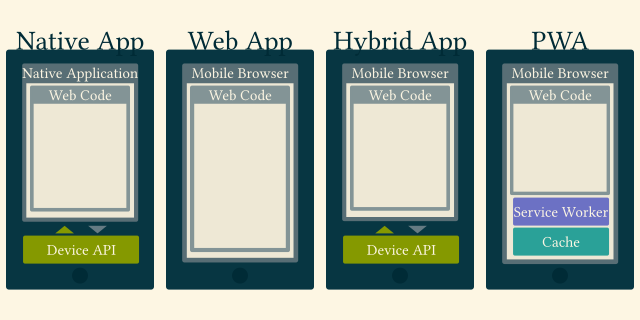 Native App
Native Application
Web Code
Device API
Web App
Mobile Browser
Web Code
Hybrid App
Mobile Browser
Web Code
Device API
PWA
Mobile Browser
Web Code
Service Worker
Cache